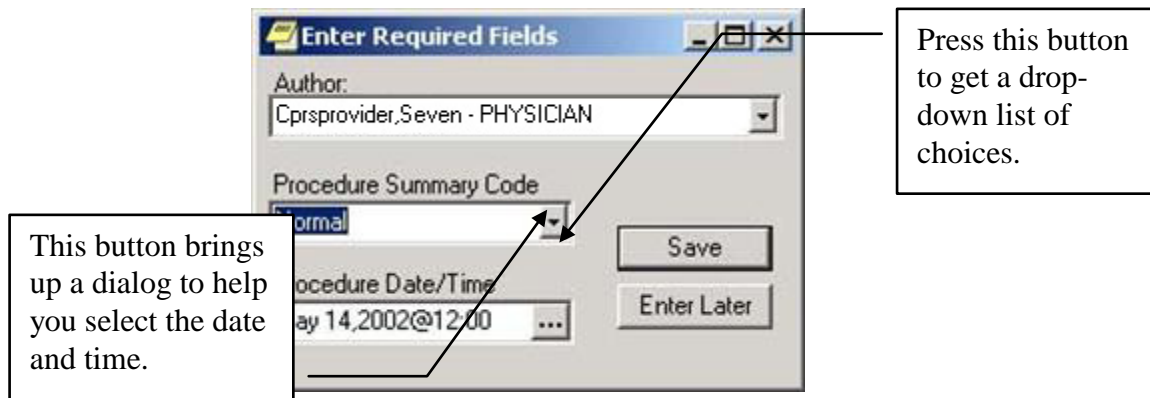 Enter Required Fields
Author:
Cprsprovider,Seven - PHYSICIAN
Procedure Summary Code
Normal
Save
ocedure Date/Time
ay 14,2002@12:00
...
Enter Later
Press this button
to get a drop-
down list of
choices.
This button brings
up a dialog to help
you select the date
and time.